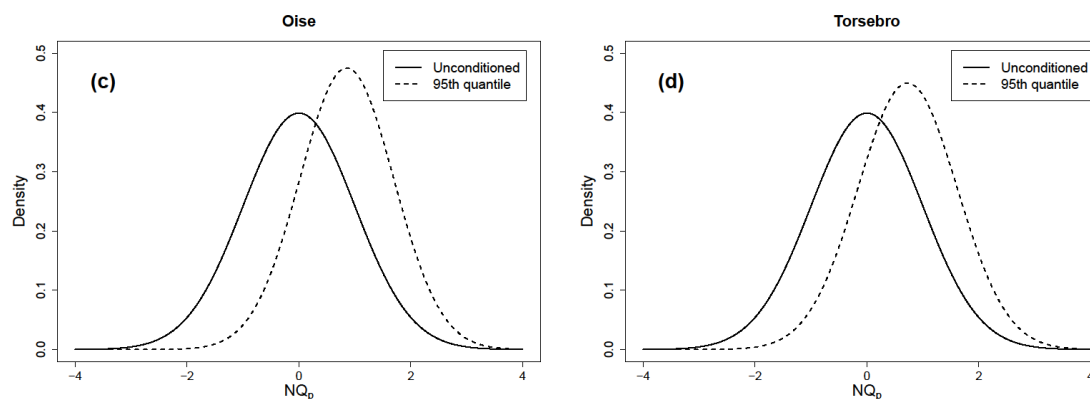 Oise
(c)
Unconditioned
95th quantile
Density
0.0
0.1
0.2
0.3
0.4
0.5
−4
−2
0
2
4
NQp
Torsebro
(d)
Unconditioned
95th quantile
Density
0.0
0.1
0.2
0.3
0.4
0.5
−4
−2
0
2
4
NQp